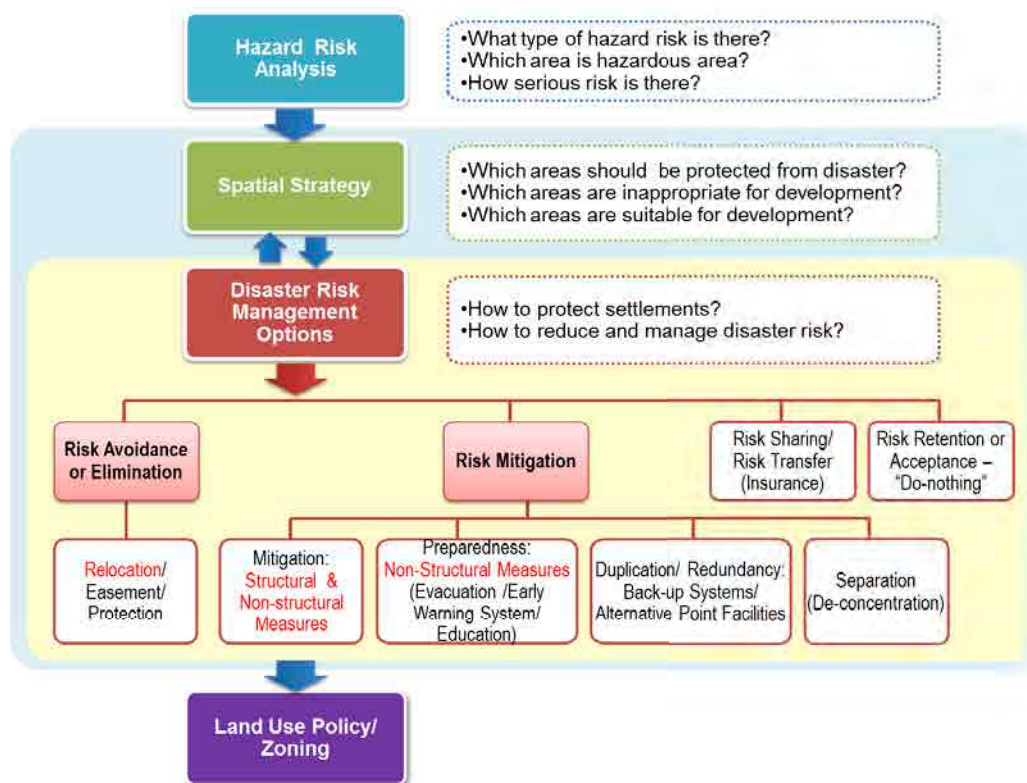 Hazard Risk
Analysis
•What type of hazard risk is there?
•Which area is hazardous area?
•How serious risk is there?
Spatial Strategy
•Which areas should be protected from disaster?
•Which areas are inappropriate for development?
•Which areas are suitable for development?
Disaster Risk
Management
Options
•How to protect settlements?
•How to reduce and manage disaster risk?
Risk Avoidance
or Elimination
Risk Mitigation
Risk Sharing/
Risk Transfer
(Insurance)
Risk Retention or
Acceptance –
“Do-nothing”
Relocation/
Easement/
Protection
Mitigation:
Structural &
Non-structural
Measures
Preparedness:
Non-Structural Measures
(Evacuation /Early
Warning System/
Education)
Duplication/ Redundancy:
Back-up Systems/
Alternative Point Facilities
Separation
(De-concentration)
Land Use Policy/
Zoning